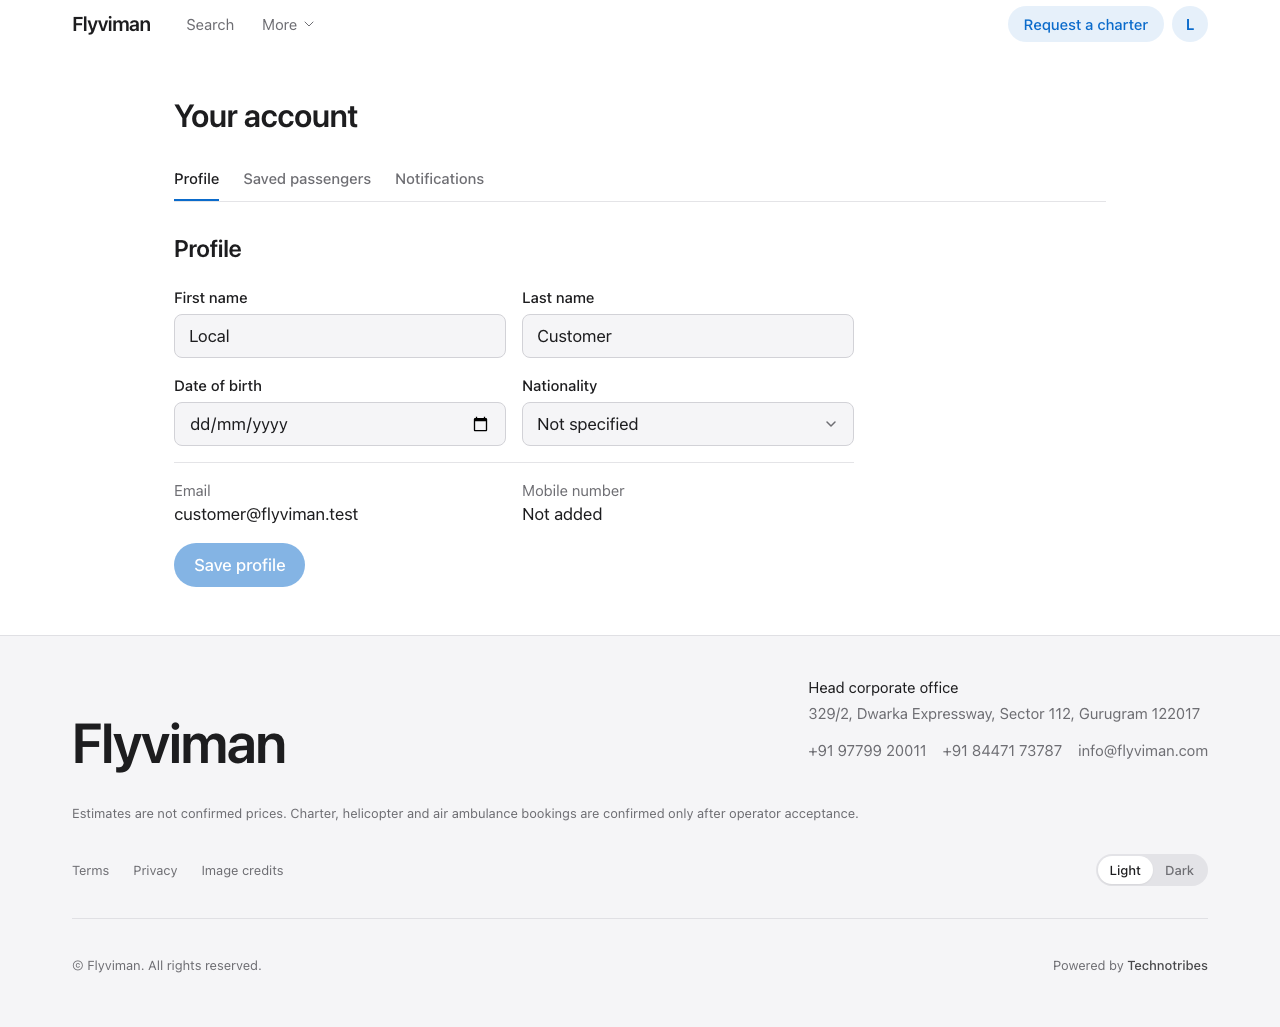 Flyviman Search More Request a charter L
Your account
Profile Saved passengers Notifications
Profile
First name Last name
Local Customer
Date of birth Nationality
dd/mm/yyyy Not specified
Email Mobile number
customer@flyviman.test Not added
Save profile
Head corporate office
329/2, Dwarka Expressway, Sector 112, Gurugram 122017
Flyviman
+91 97799 20011 +91 84471 73787 info@flyviman.com
Estimates are not confirmed prices. Charter, helicopter and air ambulance bookings are confirmed only after operator acceptance.
Terms Privacy Image credits Light Dark
© Flyviman. All rights reserved. Powered by Technotribes